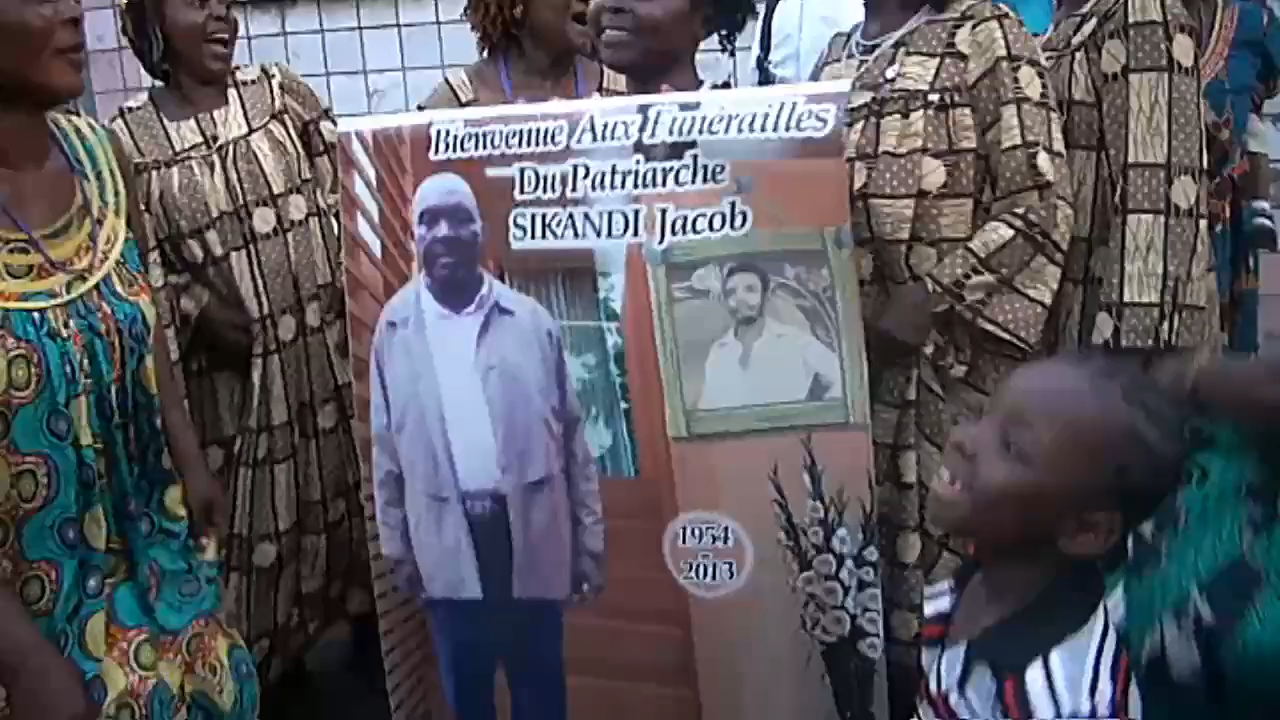 Bienvenue Aux Funérailles
Du Patriarche
SIKANDI Jacob
1954
-
2013